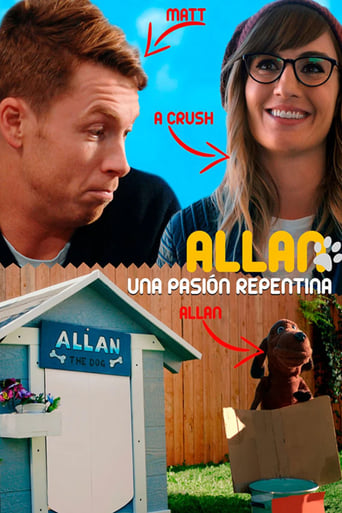 MATT
A CRUSH
ALLAN
UNA PASIÓN REPENTINA
ALLAN
ALLAN
THE DOG